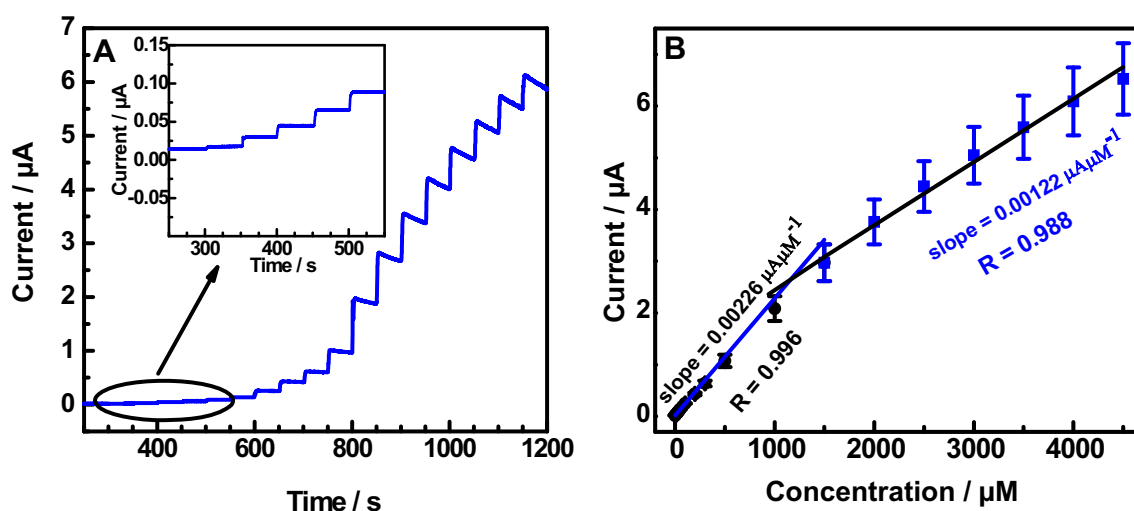 A
7
6
5
4
3
2
1
0
Current / µA
400
600
800
1000
1200
Time / s
0.15
0.10
0.05
0.00
-0.05
Current / µA
300
400
500
Time / s
B
6
4
2
0
Current / µA
0
1000
2000
3000
4000
Concentration / µM
slope = 0.00226 µAµM⁻¹
R = 0.996
slope = 0.00122 µAµM⁻¹
R = 0.988